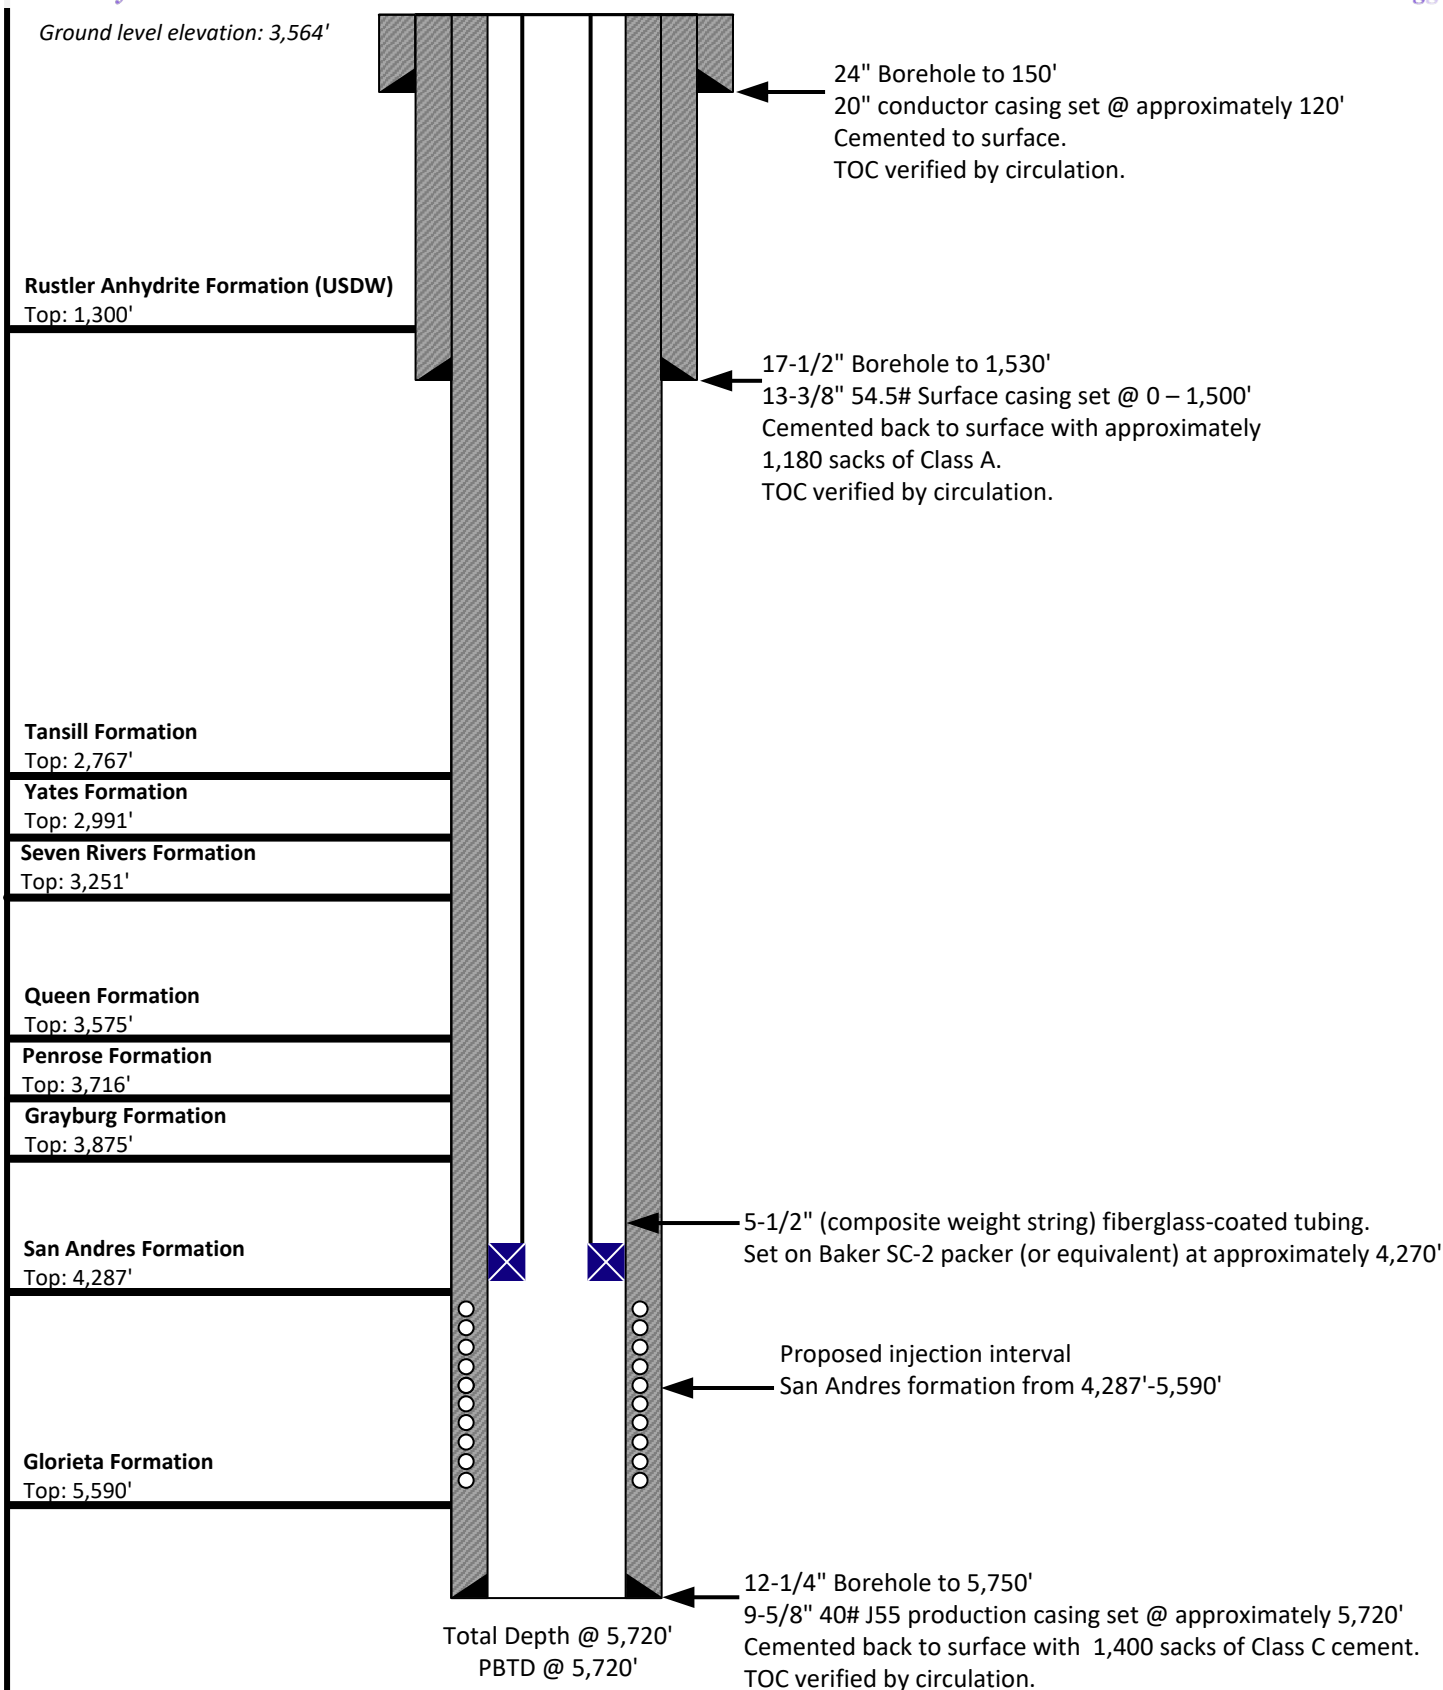 Ground level elevation: 3,564'
24" Borehole to 150'
20" conductor casing set @ approximately 120'
Cemented to surface.
TOC verified by circulation.
Rustler Anhydrite Formation (USDW)
Top: 1,300'
17-1/2" Borehole to 1,530'
13-3/8" 54.5# Surface casing set @ 0 – 1,500'
Cemented back to surface with approximately
1,180 sacks of Class A.
TOC verified by circulation.
Tansill Formation
Top: 2,767'
Yates Formation
Top: 2,991'
Seven Rivers Formation
Top: 3,251'
Queen Formation
Top: 3,575'
Penrose Formation
Top: 3,716'
Grayburg Formation
Top: 3,875'
San Andres Formation
Top: 4,287'
5-1/2" (composite weight string) fiberglass-coated tubing.
Set on Baker SC-2 packer (or equivalent) at approximately 4,270'
Proposed injection interval
San Andres formation from 4,287'-5,590'
Glorieta Formation
Top: 5,590'
12-1/4" Borehole to 5,750'
9-5/8" 40# J55 production casing set @ approximately 5,720'
Cemented back to surface with  1,400 sacks of Class C cement.
TOC verified by circulation.
Total Depth @ 5,720'
PBTD @ 5,720'